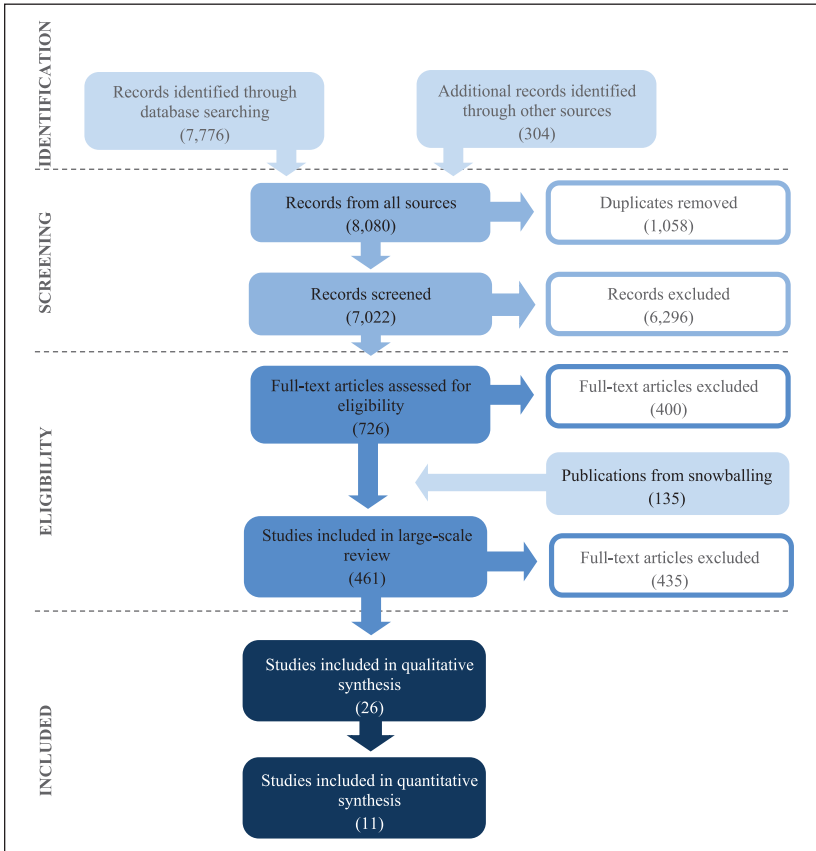 IDENTIFICATION
Records identified through
database searching
(7,776)
Additional records identified
through other sources
(304)
SCREENING
Records from all sources
(8,080)
Duplicates removed
(1,058)
Records screened
(7,022)
Records excluded
(6,296)
ELIGIBILITY
Full-text articles assessed for
eligibility
(726)
Full-text articles excluded
(400)
Publications from snowballing
(135)
Studies included in large-scale
review
(461)
Full-text articles excluded
(435)
INCLUDED
Studies included in qualitative
synthesis
(26)
Studies included in quantitative
synthesis
(11)